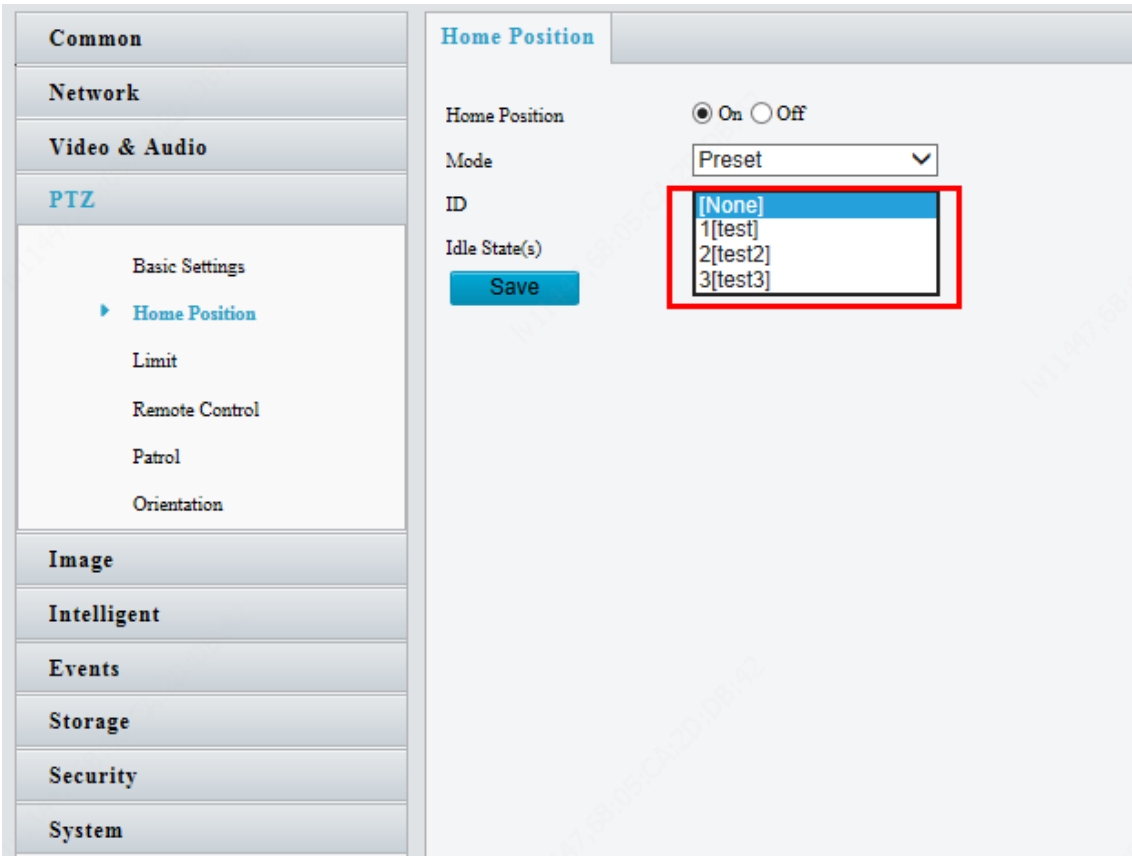 Common
Network
Video & Audio
PTZ
Basic Settings
Home Position
Limit
Remote Control
Patrol
Orientation
Image
Intelligent
Events
Storage
Security
System
Home Position
Home Position On Off
Mode Preset
ID [None]
1[test]
2[test2]
3[test3]
Idle State(s)
Save